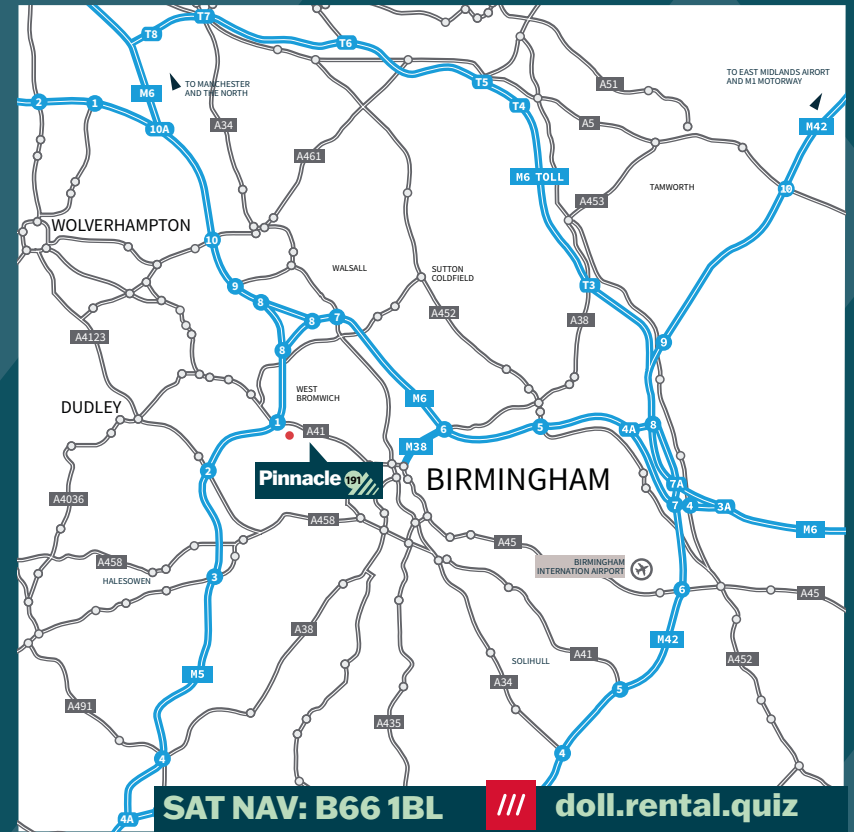 T7
T8
T6
TO MANCHESTER
AND THE NORTH
M6
2
1
10A
A34
A461
T5
T4
A51
A5
TO EAST MIDLANDS AIRORT
AND M1 MOTORWAY
M42
M6 TOLL
A453
TAMWORTH
10
WOLVERHAMPTON
10
WALSALL
SUTTON
COLDFIELD
9
8
8
7
8
T3
A452
A38
A4123
9
WEST
BROMWICH
M6
DUDLEY
1
A41
6
5
4A
8
M38
Pinnacle 191
BIRMINGHAM
2
A4036
A458
7A
7
4
3A
M6
A458
HALESOWEN
3
A45
BIRMINGHAM
INTERNATION AIRPORT
6
A45
A38
M42
A41
SOLIHULL
A452
M5
A34
5
A491
A435
4
4
4A
SAT NAV: B66 1BL
/// doll.rental.quiz